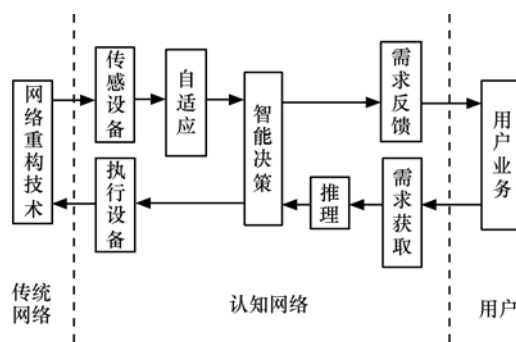 网络重构技术
传感设备
自适应
智能决策
需求反馈
用户业务
执行设备
推理
需求获取
传统
网络
认知网络
用户